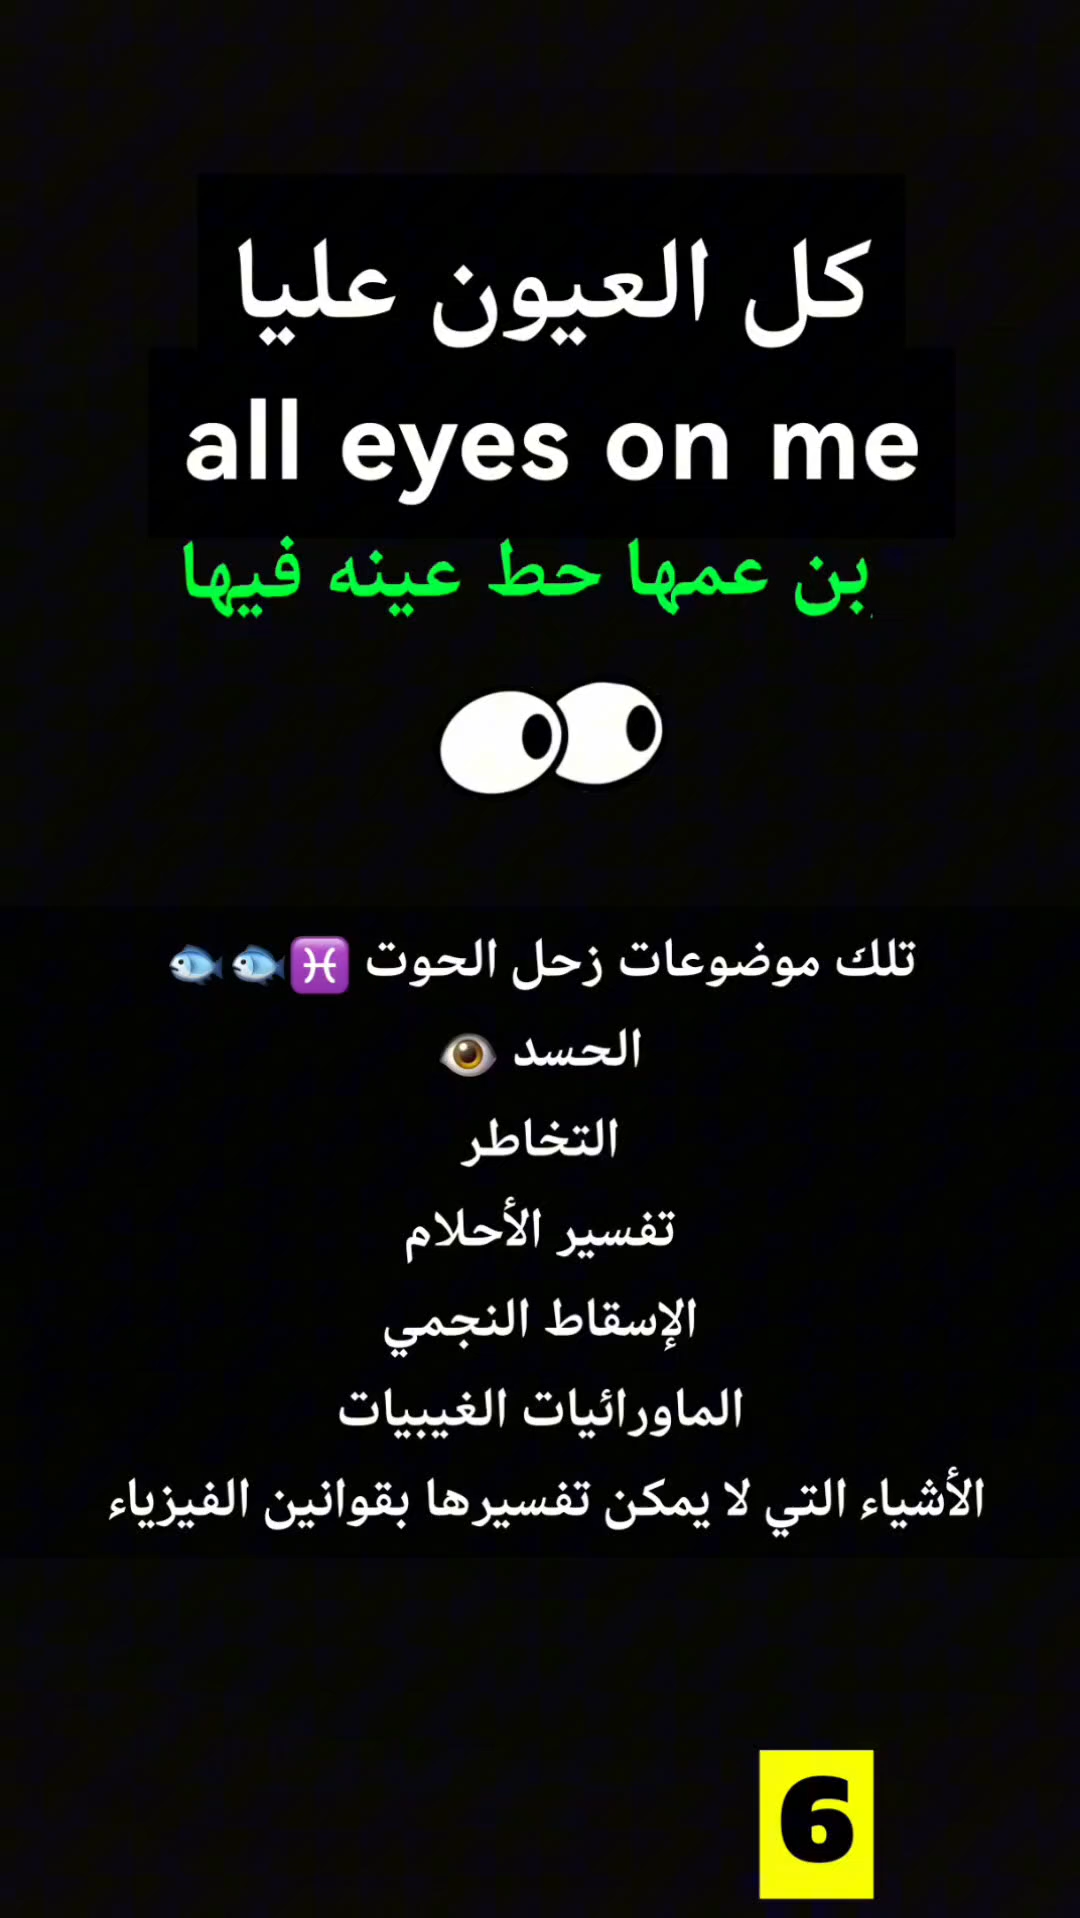 كل العيون عليا
all eyes on me
بن عمها حط عينه فيها
تلك موضوعات زحل الحوت ♓🐟🐟
الحسد 👁️
التخاطر
تفسير الأحلام
الإسقاط النجمي
الماورائيات الغيبيات
الأشياء التي لا يمكن تفسيرها بقوانين الفيزياء
6